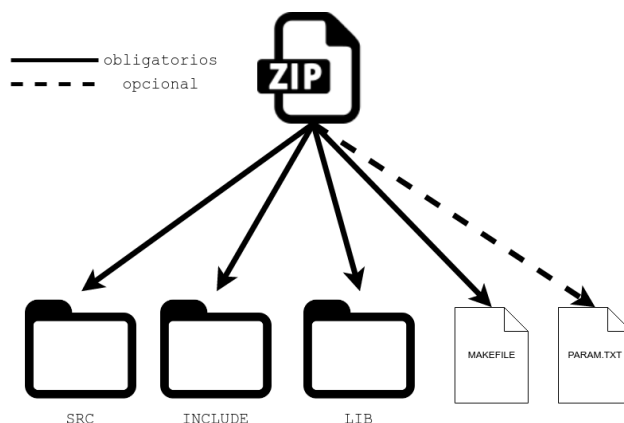 obligatorios
opcional
ZIP
MAKEFILE
PARAM.TXT
SRC
INCLUDE
LIB